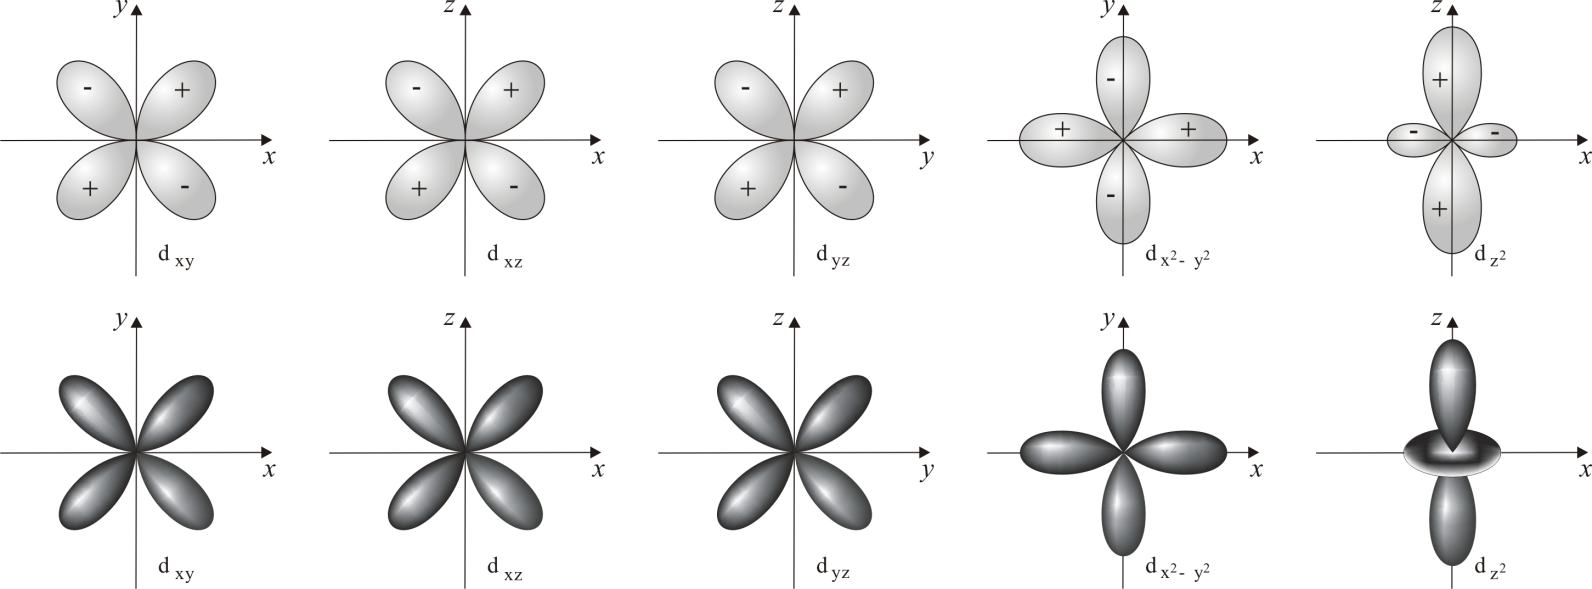 y z z y z
- + - + - + - + + + - -
x x y x x
+ - + - + - - +
d xy d xz d yz d x² - y² d z²
y z z y z
x x y x x
d xy d xz d yz d x² - y² d z²